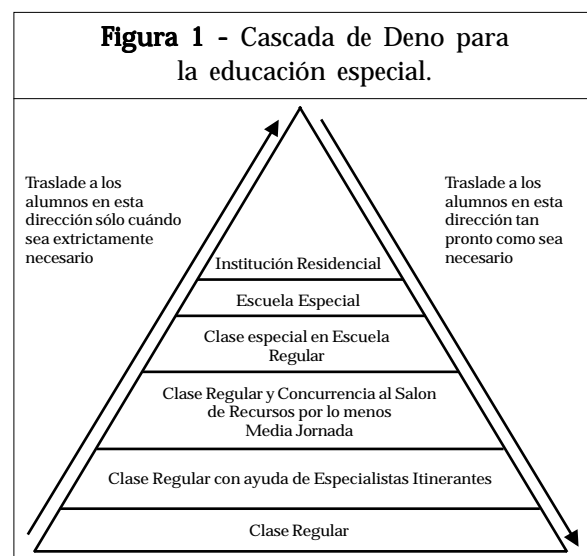 Figura 1 - Cascada de Deno para
la educación especial.
Traslade a los
alumnos en esta
dirección sólo cuándo
sea extrictamente
necesario
Traslade a los
alumnos en esta
dirección tan
pronto como sea
necesario
Institución Residencial
Escuela Especial
Clase especial en Escuela
Regular
Clase Regular y Concurrencia al Salon
de Recursos por lo menos
Media Jornada
Clase Regular con ayuda de Especialistas Itinerantes
Clase Regular